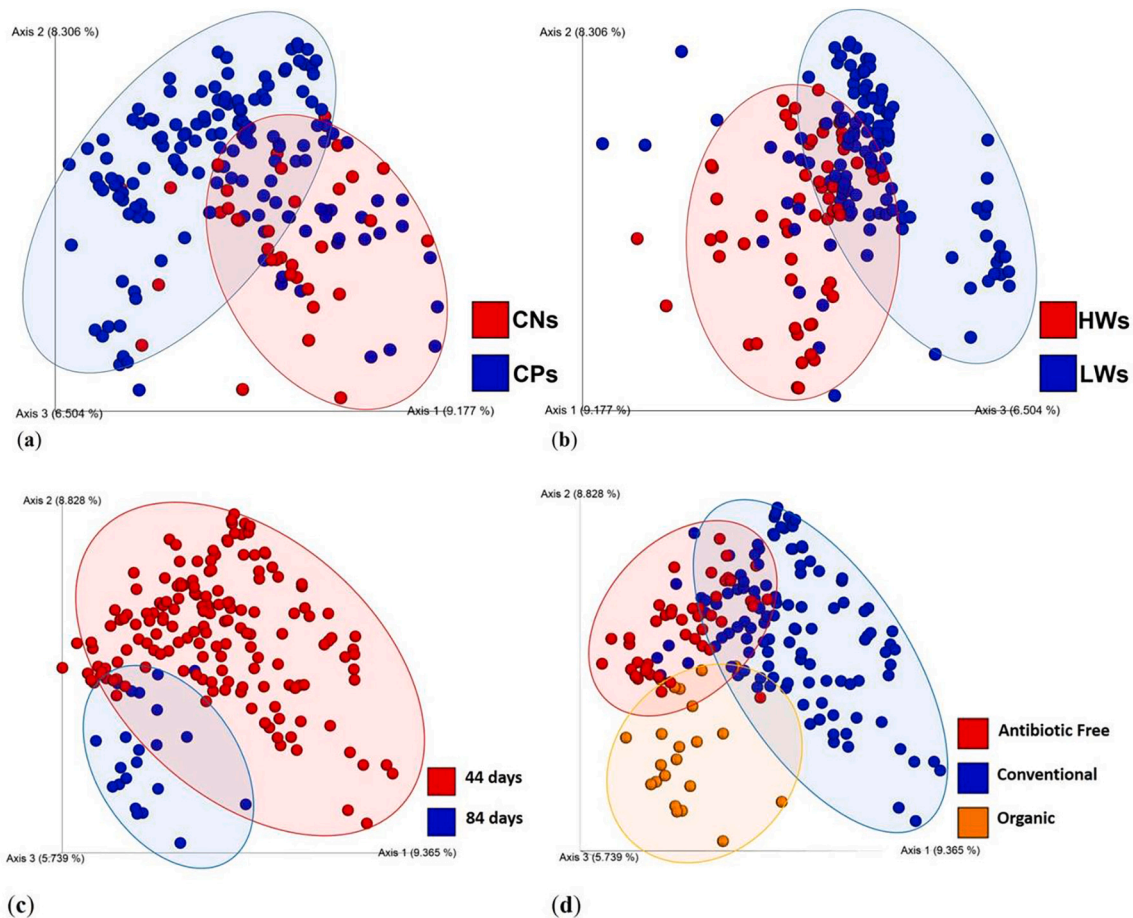 Axis 2 (8.306 %)
CNs
CPs
Axis 3 (6.504 %)
Axis 1 (9.177 %)
(a)
Axis 2 (8.306 %)
HWs
LWs
Axis 1 (9.177 %)
Axis 3 (6.504 %)
(b)
Axis 2 (8.828 %)
44 days
84 days
Axis 3 (5.739 %)
Axis 1 (9.365 %)
(c)
Axis 2 (8.828 %)
Antibiotic Free
Conventional
Organic
Axis 3 (5.739 %)
Axis 1 (9.365 %)
(d)